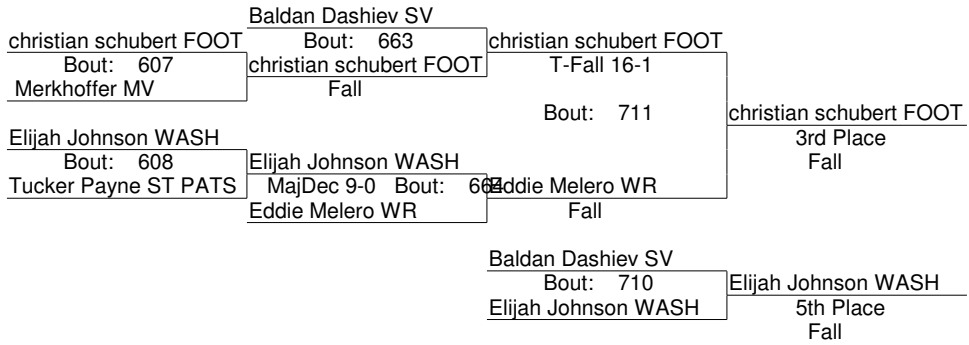 Baldan Dashiev SV
christian schubert FOOT
Bout: 663
christian schubert FOOT
Bout: 607
christian schubert FOOT
T-Fall 16-1
Merkhoffer MV
Fall
Bout: 711
christian schubert FOOT
Elijah Johnson WASH
3rd Place
Bout: 608
Elijah Johnson WASH
Fall
Tucker Payne ST PATS
MajDec 9-0 Bout: 664
Eddie Melero WR
Eddie Melero WR
Fall
Baldan Dashiev SV
Bout: 710
Elijah Johnson WASH
Elijah Johnson WASH
5th Place
Fall